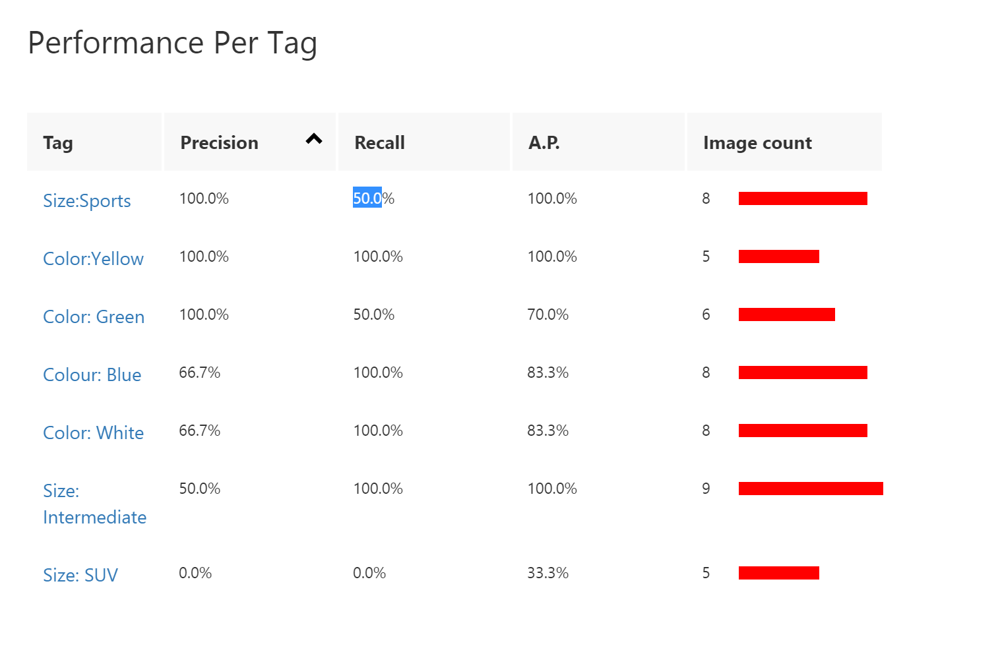 Performance Per Tag
Tag Precision Recall A.P. Image count
Size:Sports 100.0% 50.0% 100.0% 8
Color:Yellow 100.0% 100.0% 100.0% 5
Color: Green 100.0% 50.0% 70.0% 6
Colour: Blue 66.7% 100.0% 83.3% 8
Color: White 66.7% 100.0% 83.3% 8
Size: 50.0% 100.0% 100.0% 9
Intermediate
Size: SUV 0.0% 0.0% 33.3% 5